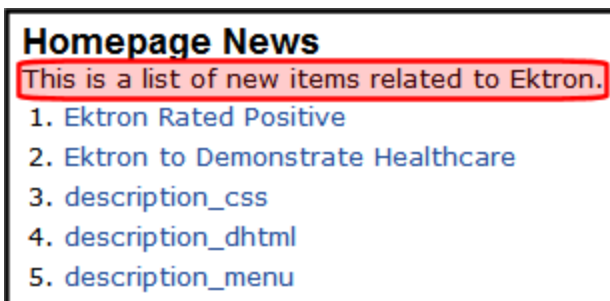 Homepage News
This is a list of new items related to Ektron.
1. Ektron Rated Positive
2. Ektron to Demonstrate Healthcare
3. description_css
4. description_dhtml
5. description_menu